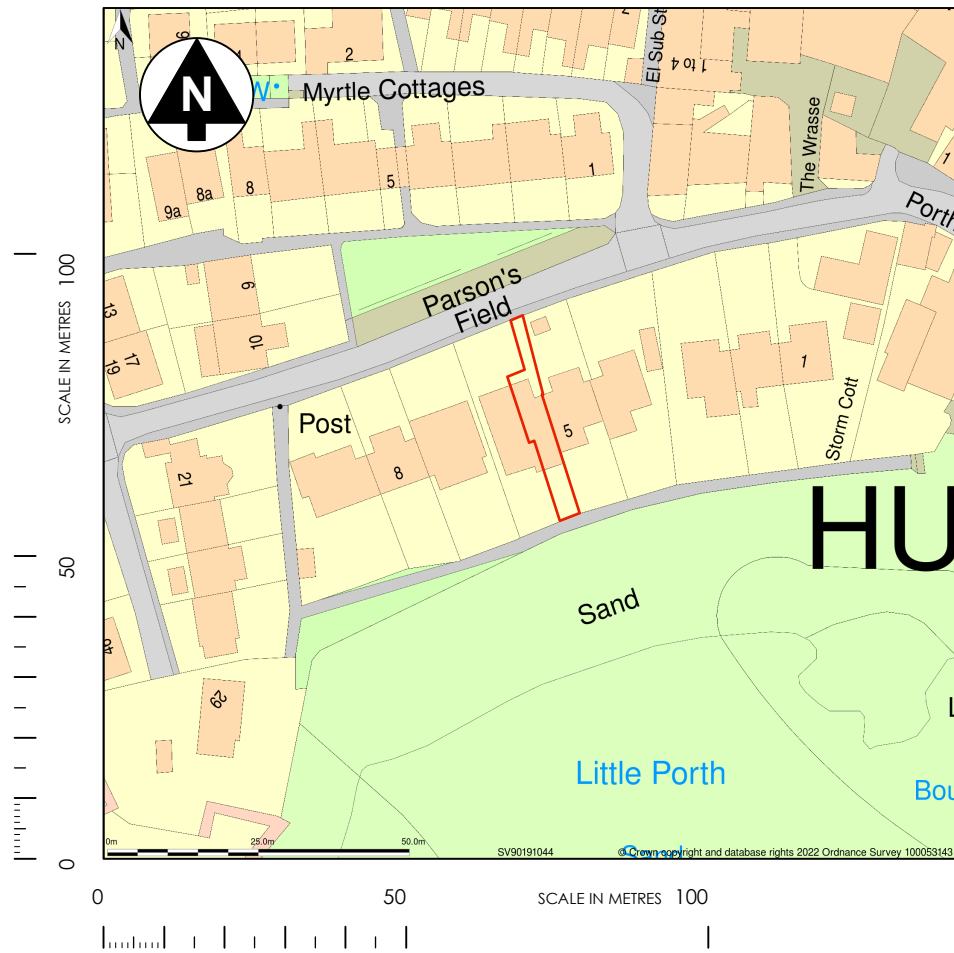 N
N
W
Myrtle Cottages
2
El Sub St
1 to 4
The Wrasse
1
Porth
9a
8a
8
5
1
Parson's
Field
13
17
19
9
10
Post
21
8
5
1
Storm Cott
HU
Sand
29
Little Porth
Bou
L
Sand
0m
25.0m
50.0m
SV90191044
© Crown copyright and database rights 2022 Ordnance Survey 100053143
100
SCALE IN METRES
50
0
0
50
SCALE IN METRES
100